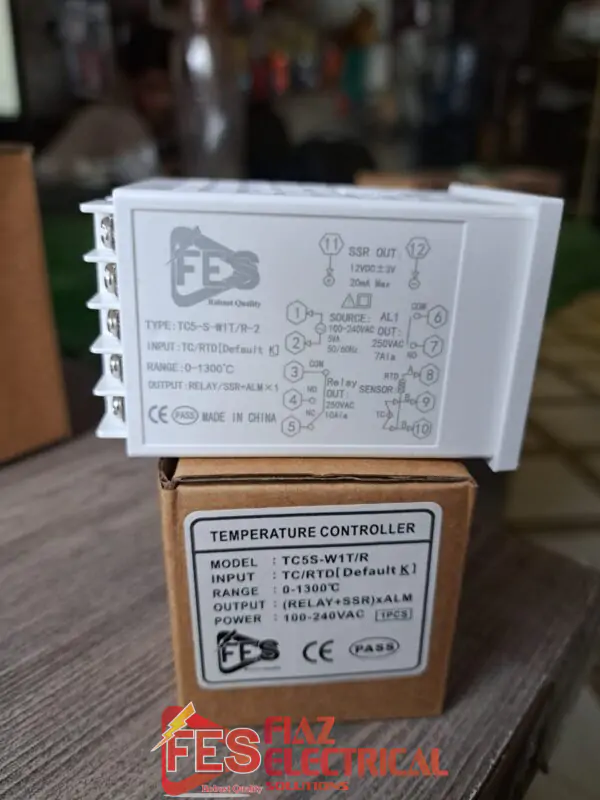 FES
Robust Quality
TYPE: TC5-S-W1T/R-2
INPUT: TC/RTD[Default K]
RANGE: 0-1300℃
OUTPUT: RELAY/SSR+ALM×1
CE PASS MADE IN CHINA
11 SSR OUT: 12
12VDC±3V
20mA Max
1 SOURCE: AL1 6
100-240VAC OUT:
2 5VA 250VAC 7
50/60Hz 7A1a
COM
NO
3 COM
4 NO
5 NC
Relay
OUT:
250VAC
10A1a
RTD A 8
SENSOR
B 9
TC B 10
TEMPERATURE CONTROLLER
MODEL : TC5S-W1T/R
INPUT : TC/RTD[Default K]
RANGE : 0-1300℃
OUTPUT : (RELAY+SSR)xALM
POWER : 100-240VAC 1PCS
FES CE PASS
FES FIAZ
ELECTRICAL
Robust Quality SOLUTIONS